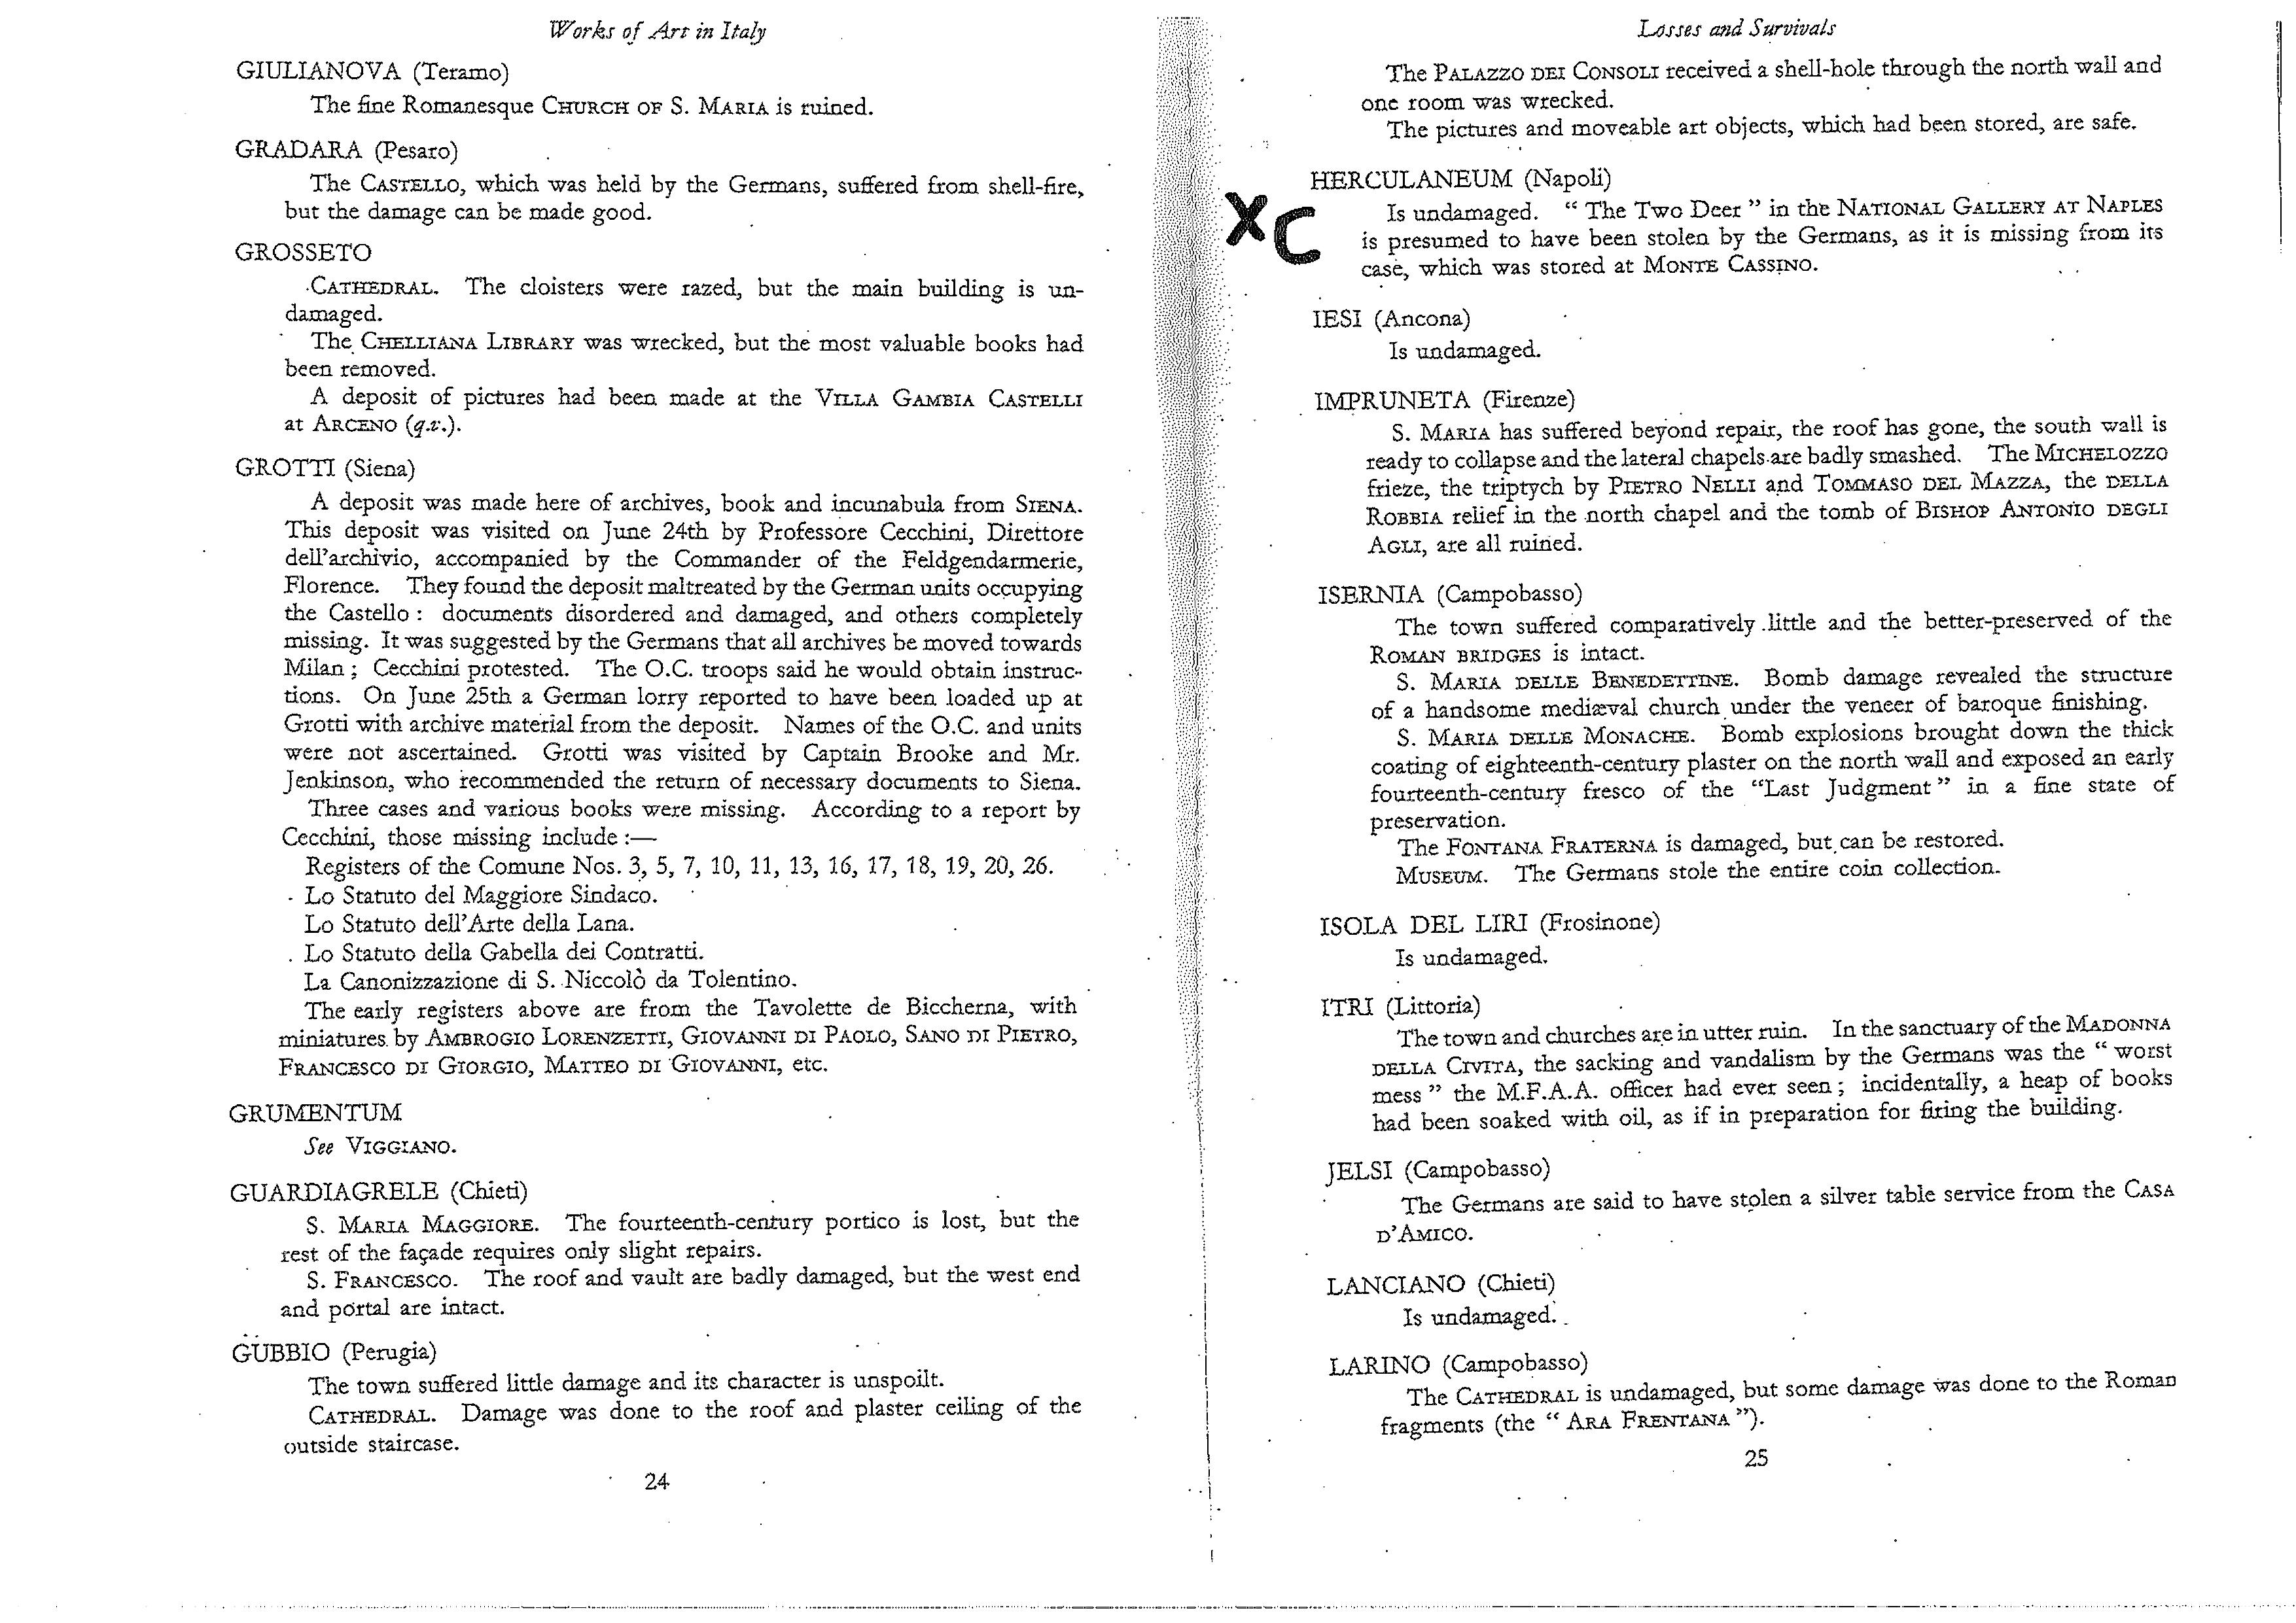 Works of Art in Italy
GIULIANOVA (Teramo)
The fine Romanesque CHURCH OF S. MARIA is ruined.
GRADARA (Pesaro)
The CASTELLO, which was held by the Germans, suffered from shell-fire,
but the damage can be made good.
GROSSETO
CATHEDRAL. The cloisters were razed, but the main building is un-
damaged.
The CHELLIANA LIBRARY was wrecked, but the most valuable books had
been removed.
A deposit of pictures had been made at the VILLA GAMBIA CASTELLI
at ARCENO (q.v.).
GROTTI (Siena)
A deposit was made here of archives, book and incunabula from SIENA.
This deposit was visited on June 24th by Professore Cecchini, Direttore
dell'archivio, accompanied by the Commander of the Feldgendarmerie,
Florence. They found the deposit maltreated by the German units occupying
the Castello : documents disordered and damaged, and others completely
missing. It was suggested by the Germans that all archives be moved towards
Milan ; Cecchini protested. The O.C. troops said he would obtain instruc-
tions. On June 25th a German lorry reported to have been loaded up at
Grotti with archive material from the deposit. Names of the O.C. and units
were not ascertained. Grotti was visited by Captain Brooke and Mr.
Jenkinson, who recommended the return of necessary documents to Siena.
Three cases and various books were missing. According to a report by
Cecchini, those missing include :—
Registers of the Comune Nos. 3, 5, 7, 10, 11, 13, 16, 17, 18, 19, 20, 26.
Lo Statuto del Maggiore Sindaco.
Lo Statuto dell'Arte della Lana.
Lo Statuto della Gabella dei Contratti.
La Canonizzazione di S. Niccolò da Tolentino.
The early registers above are from the Tavolette de Biccherna, with
miniatures by AMBROGIO LORENZETTI, GIOVANNI DI PAOLO, SANO DI PIETRO,
FRANCESCO DI GIORGIO, MATTEO DI GIOVANNI, etc.
GRUMENTUM
See VIGGIANO.
GUARDIAGRELE (Chieti)
S. MARIA MAGGIORE. The fourteenth-century portico is lost, but the
rest of the façade requires only slight repairs.
S. FRANCESCO. The roof and vault are badly damaged, but the west end
and portal are intact.
GUBBIO (Perugia)
The town suffered little damage and its character is unspoilt.
CATHEDRAL. Damage was done to the roof and plaster ceiling of the
outside staircase.
24
Losses and Survivals
The PALAZZO DEI CONSOLI received a shell-hole through the north wall and
one room was wrecked.
The pictures and moveable art objects, which had been stored, are safe.
HERCULANEUM (Napoli)
XC
Is undamaged. " The Two Deer " in the NATIONAL GALLERY AT NAPLES
is presumed to have been stolen by the Germans, as it is missing from its
case, which was stored at MONTE CASSINO.
IESI (Ancona)
Is undamaged.
IMPRUNETA (Firenze)
S. MARIA has suffered beyond repair, the roof has gone, the south wall is
ready to collapse and the lateral chapels are badly smashed. The MICHELOZZO
frieze, the triptych by PIETRO NELLI and TOMMASO DEL MAZZA, the DELLA
ROBBIA relief in the north chapel and the tomb of BISHOP ANTONIO DEGLI
AGLI, are all ruined.
ISERNIA (Campobasso)
The town suffered comparatively little and the better-preserved of the
ROMAN BRIDGES is intact.
S. MARIA DELLE BENEDETTINE. Bomb damage revealed the structure
of a handsome mediæval church under the veneer of baroque finishing.
S. MARIA DELLE MONACHE. Bomb explosions brought down the thick
coating of eighteenth-century plaster on the north wall and exposed an early
fourteenth-century fresco of the "Last Judgment" in a fine state of
preservation.
The FONTANA FRATERNA is damaged, but can be restored.
MUSEUM. The Germans stole the entire coin collection.
ISOLA DEL LIRI (Frosinone)
Is undamaged.
ITRI (Littoria)
The town and churches are in utter ruin. In the sanctuary of the MADONNA
DELLA CIVITA, the sacking and vandalism by the Germans was the " worst
mess " the M.F.A.A. officer had ever seen ; incidentally, a heap of books
had been soaked with oil, as if in preparation for firing the building.
JELSI (Campobasso)
The Germans are said to have stolen a silver table service from the CASA
D'AMICO.
LANCIANO (Chieti)
Is undamaged.
LARINO (Campobasso)
The CATHEDRAL is undamaged, but some damage was done to the Roman
fragments (the " ARA FRENTANA ").
25